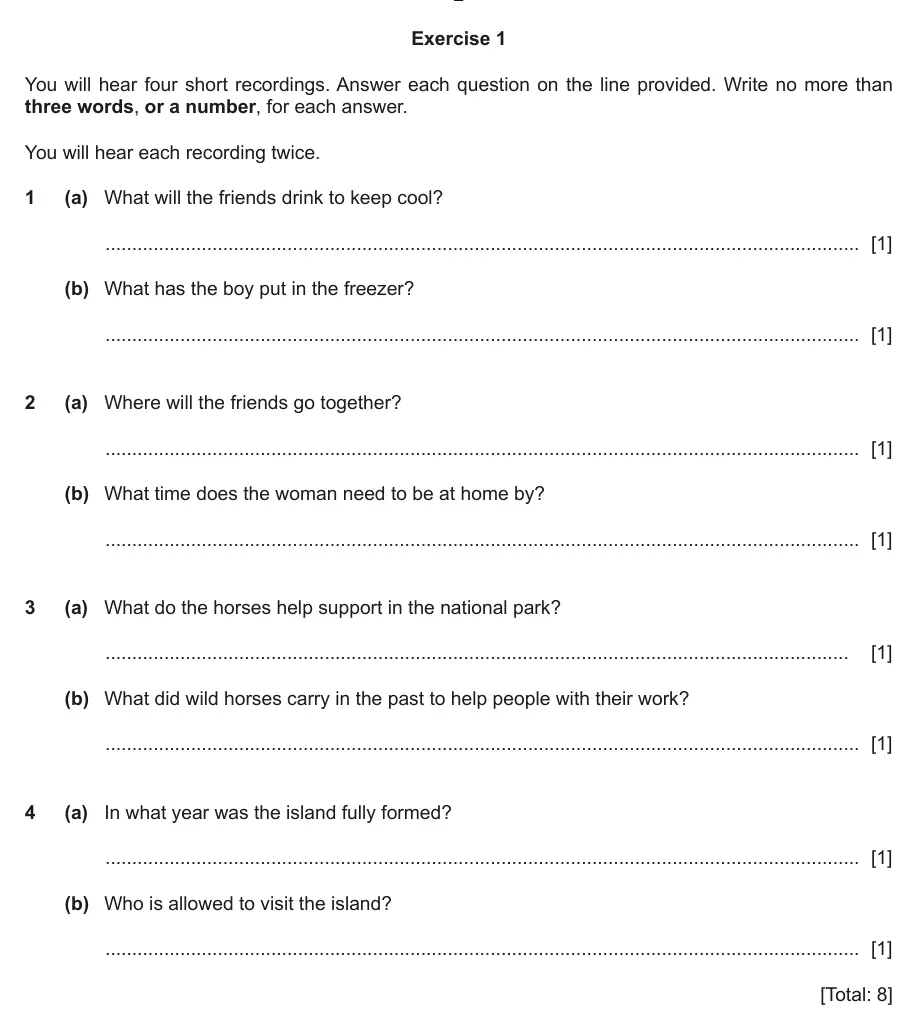 Exercise 1
You will hear four short recordings. Answer each question on the line provided. Write no more than
three words, or a number, for each answer.
You will hear each recording twice.
1 (a) What will the friends drink to keep cool?
.............................................................................................................................................. [1]
(b) What has the boy put in the freezer?
.............................................................................................................................................. [1]
2 (a) Where will the friends go together?
.............................................................................................................................................. [1]
(b) What time does the woman need to be at home by?
.............................................................................................................................................. [1]
3 (a) What do the horses help support in the national park?
............................................................................................................................................ [1]
(b) What did wild horses carry in the past to help people with their work?
.............................................................................................................................................. [1]
4 (a) In what year was the island fully formed?
.............................................................................................................................................. [1]
(b) Who is allowed to visit the island?
.............................................................................................................................................. [1]
[Total: 8]